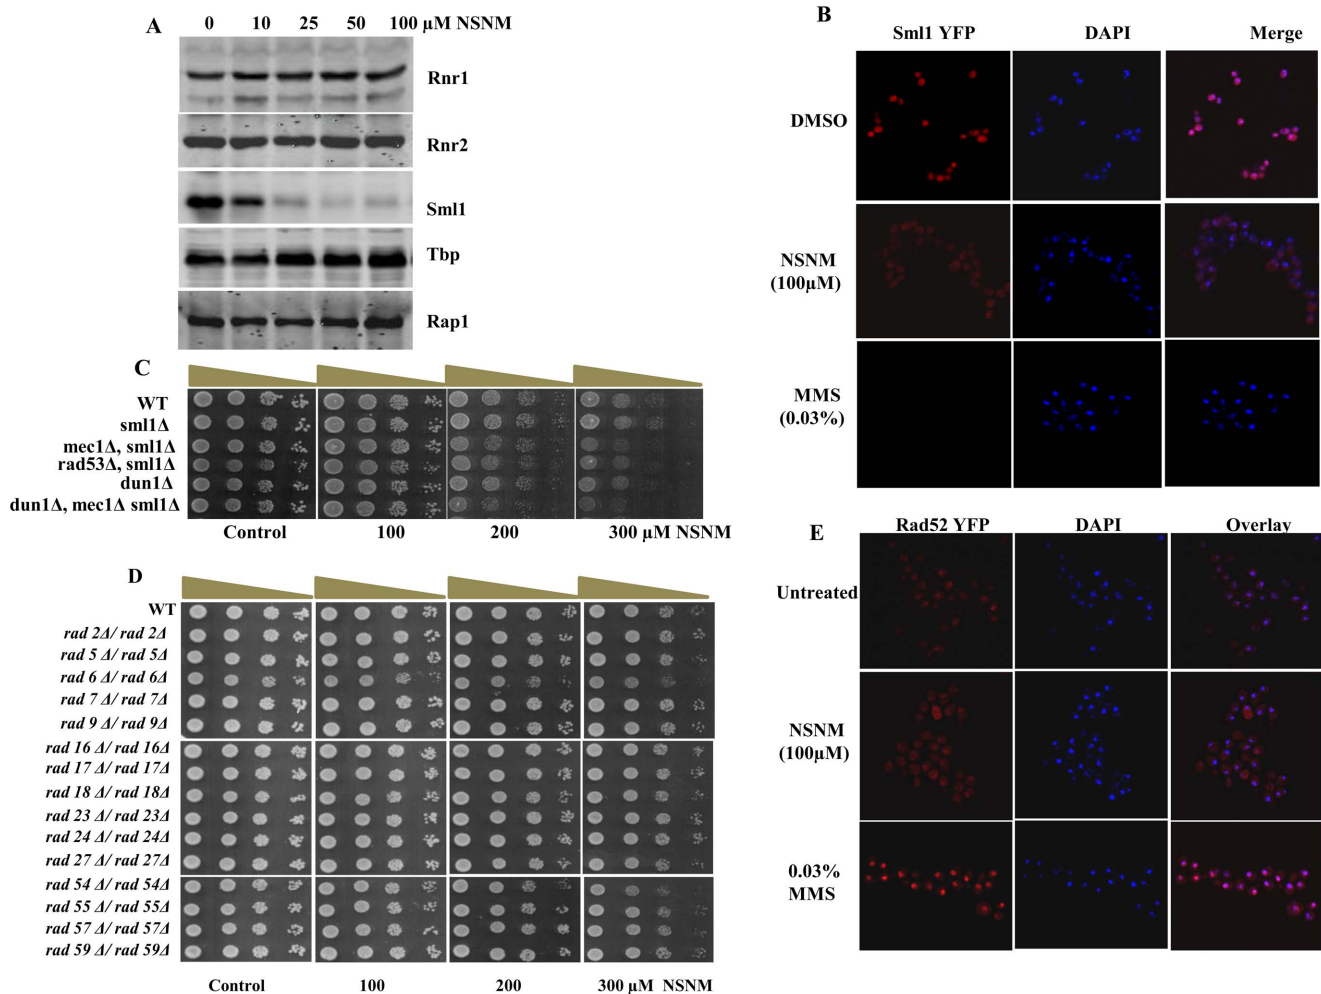 A
0 10 25 50 100 µM NSNM
Rnr1
Rnr2
Sml1
Tbp
Rap1
B
Sml1 YFP DAPI Merge
DMSO
NSNM
(100µM)
MMS
(0.03%)
C
WT
sml1Δ
mec1Δ, sml1Δ
rad53Δ, sml1Δ
dun1Δ
dun1Δ, mec1Δ sml1Δ
Control 100 200 300 µM NSNM
D
WT
rad 2Δ/ rad 2Δ
rad 5 Δ/ rad 5Δ
rad 6 Δ/ rad 6Δ
rad 7 Δ/ rad 7Δ
rad 9 Δ/ rad 9Δ
rad 16 Δ/ rad 16Δ
rad 17 Δ/ rad 17Δ
rad 18 Δ/ rad 18Δ
rad 23 Δ/ rad 23Δ
rad 24 Δ/ rad 24Δ
rad 27 Δ/ rad 27Δ
rad 54 Δ/ rad 54Δ
rad 55 Δ/ rad 55Δ
rad 57 Δ/ rad 57Δ
rad 59 Δ/ rad 59Δ
Control 100 200 300 µM NSNM
E
Rad52 YFP DAPI Overlay
Untreated
NSNM
(100µM)
0.03%
MMS